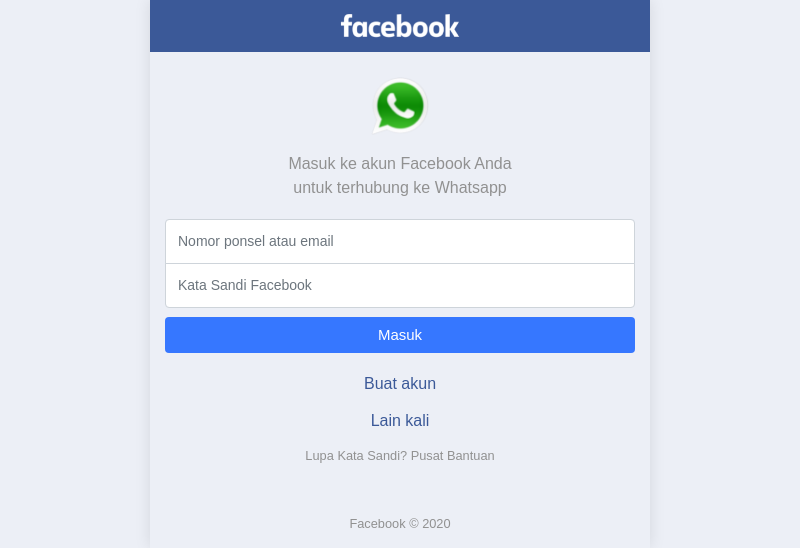 facebook
Masuk ke akun Facebook Anda
untuk terhubung ke Whatsapp
Nomor ponsel atau email
Kata Sandi Facebook
Masuk
Buat akun
Lain kali
Lupa Kata Sandi? Pusat Bantuan
Facebook © 2020